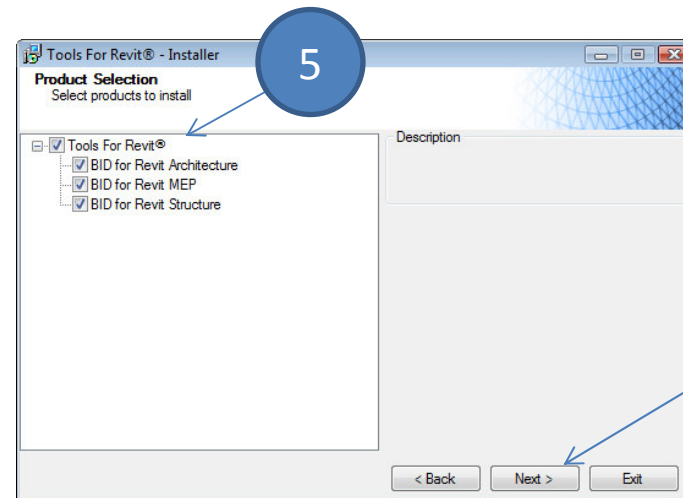 Tools For Revit® - Installer
5
Product Selection
Select products to install
Tools For Revit®
BID for Revit Architecture
BID for Revit MEP
BID for Revit Structure
Description
< Back
Next >
Exit